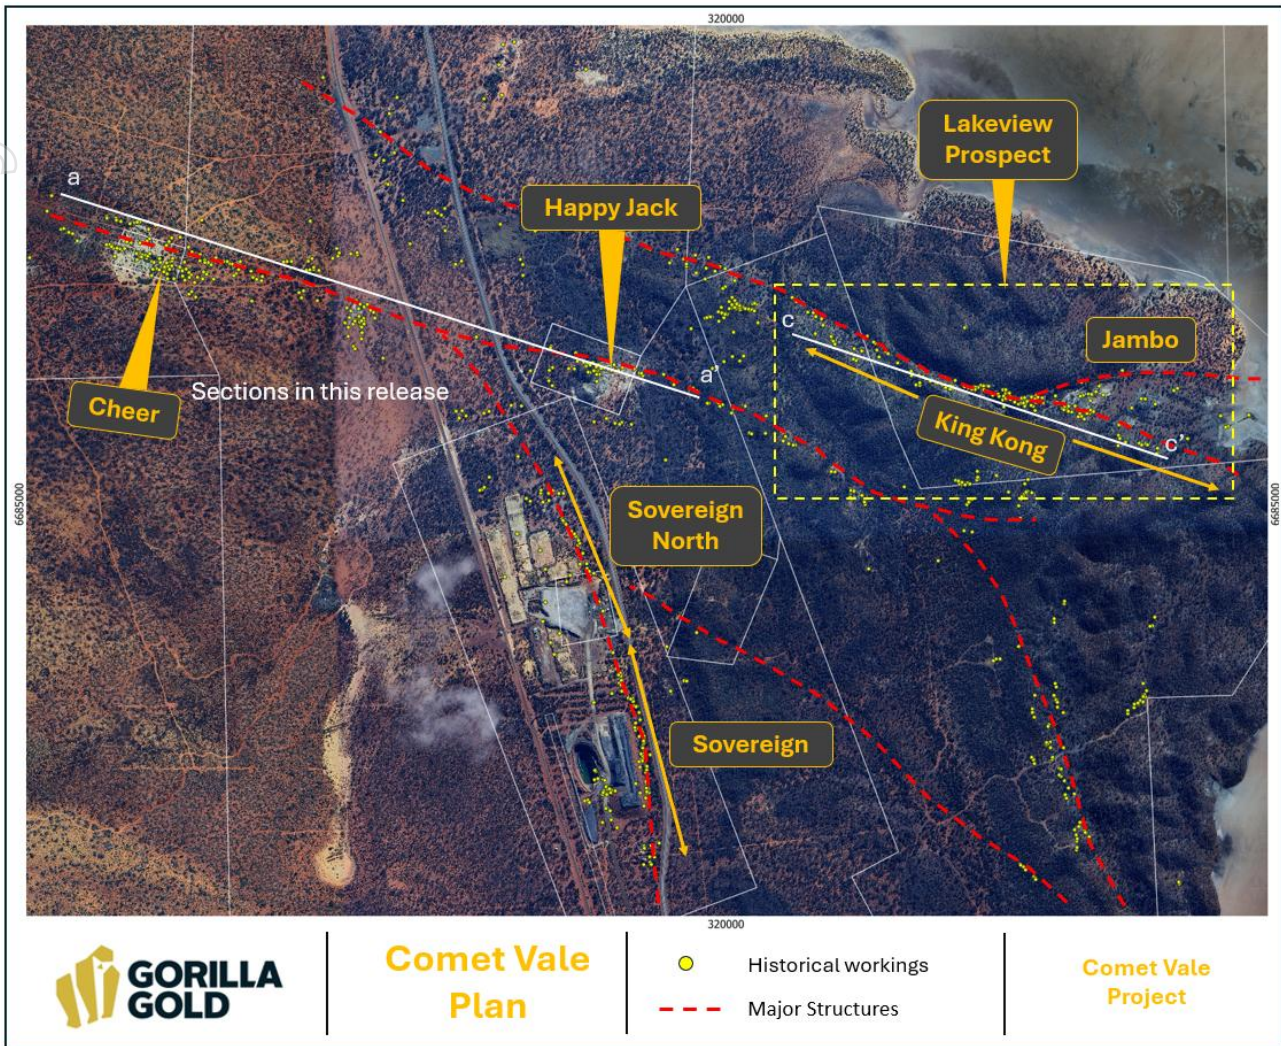 320000
Lakeview
Prospect
a
Happy Jack
c
Jambo
a'
Sections in this release
Cheer
King Kong
c'
6685000
6685000
Sovereign
North
Sovereign
320000
GORILLA
GOLD
Comet Vale
Plan
Historical workings
Major Structures
Comet Vale
Project